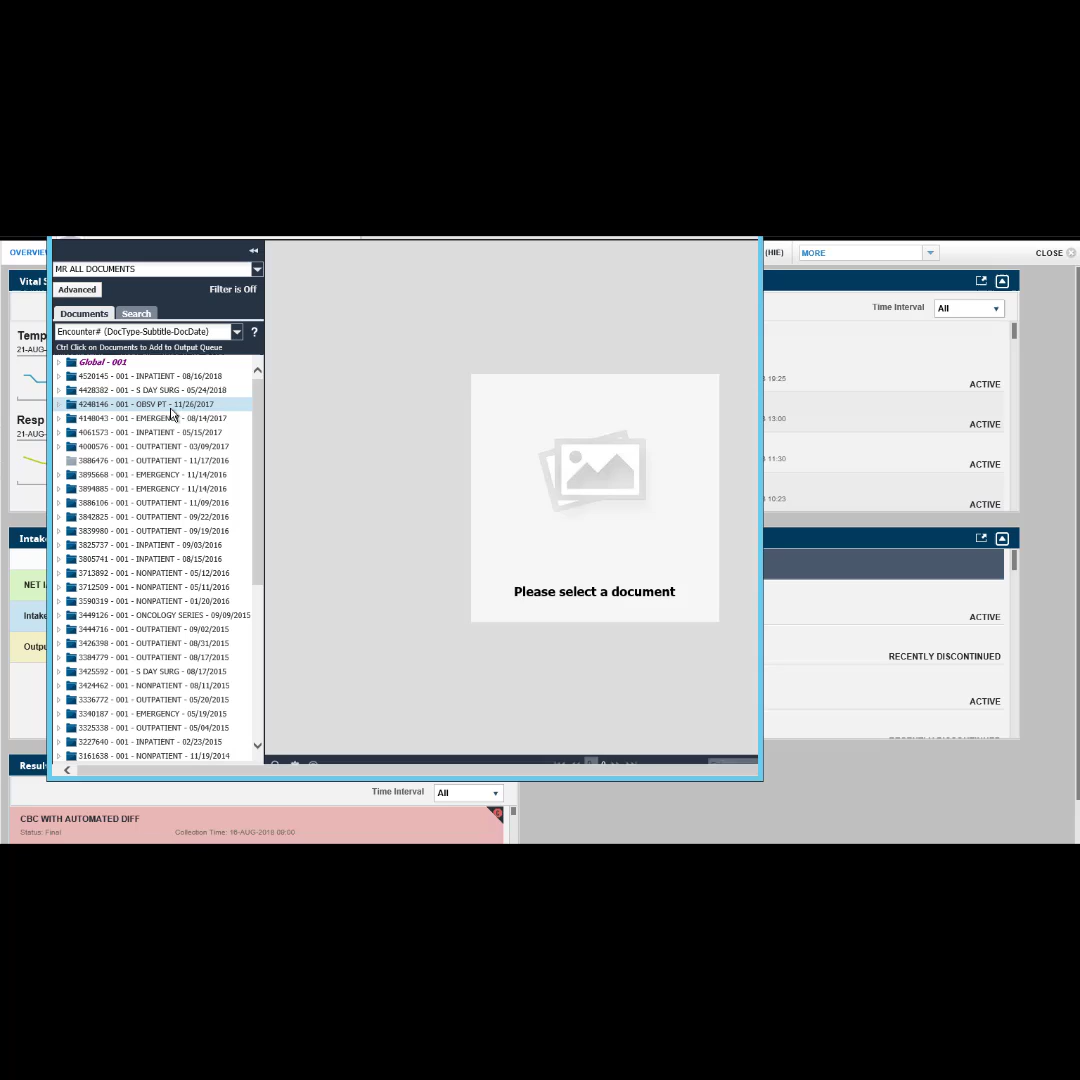 OVERVIE
(HIE)
MORE
CLOSE
MR ALL DOCUMENTS
Vital S
Advanced
Filter is Off
Time Interval
All
Documents
Search
Encounter# (DocType-Subtitle-DocDate)
?
Temp
Ctrl Click on Documents to Add to Output Queue
21-AUG-
Global - 001
4520145 - 001 - INPATIENT - 08/16/2018
19:25
ACTIVE
4428382 - 001 - S DAY SURG - 05/24/2018
4248146 - 001 - OBSV PT - 11/26/2017
Resp
4148043 - 001 - EMERGENCY - 08/14/2017
13:00
ACTIVE
21-AUG-
4061573 - 001 - INPATIENT - 05/15/2017
4000576 - 001 - OUTPATIENT - 03/09/2017
3886476 - 001 - OUTPATIENT - 11/17/2016
11:30
ACTIVE
3895668 - 001 - EMERGENCY - 11/14/2016
3894885 - 001 - EMERGENCY - 11/14/2016
3886106 - 001 - OUTPATIENT - 11/09/2016
10:23
ACTIVE
3842825 - 001 - OUTPATIENT - 09/22/2016
3839980 - 001 - OUTPATIENT - 09/19/2016
Intake
3825737 - 001 - INPATIENT - 09/03/2016
3805741 - 001 - INPATIENT - 08/15/2016
3713892 - 001 - NONPATIENT - 05/12/2016
NET I
3712509 - 001 - NONPATIENT - 05/11/2016
Please select a document
3590319 - 001 - NONPATIENT - 01/20/2016
Intake
3449126 - 001 - ONCOLOGY SERIES - 09/09/2015
ACTIVE
3444716 - 001 - OUTPATIENT - 09/02/2015
Outpu
3426398 - 001 - OUTPATIENT - 08/31/2015
3384779 - 001 - OUTPATIENT - 08/17/2015
RECENTLY DISCONTINUED
3425592 - 001 - S DAY SURG - 08/17/2015
3424462 - 001 - NONPATIENT - 08/11/2015
3336772 - 001 - OUTPATIENT - 05/20/2015
ACTIVE
3340187 - 001 - EMERGENCY - 05/19/2015
3325338 - 001 - OUTPATIENT - 05/04/2015
3227640 - 001 - INPATIENT - 02/23/2015
3161638 - 001 - NONPATIENT - 11/19/2014
Resul
Time Interval
All
CBC WITH AUTOMATED DIFF
Status: Final
Collection Time: 16-AUG-2018 09:00